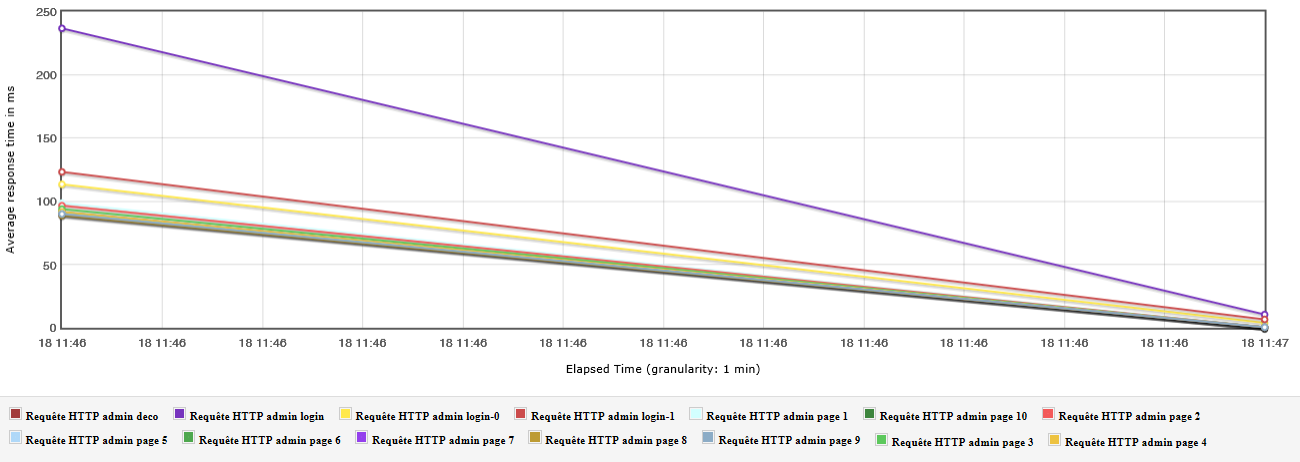 250
200
150
100
50
0
Average response time in ms
18 11:46 18 11:46 18 11:46 18 11:46 18 11:46 18 11:46 18 11:46 18 11:46 18 11:46 18 11:46 18 11:46 18 11:46 18 11:47
Elapsed Time (granularity: 1 min)
Requête HTTP admin deco Requête HTTP admin login Requête HTTP admin login-0 Requête HTTP admin login-1 Requête HTTP admin page 1 Requête HTTP admin page 10 Requête HTTP admin page 2
Requête HTTP admin page 5 Requête HTTP admin page 6 Requête HTTP admin page 7 Requête HTTP admin page 8 Requête HTTP admin page 9 Requête HTTP admin page 3 Requête HTTP admin page 4